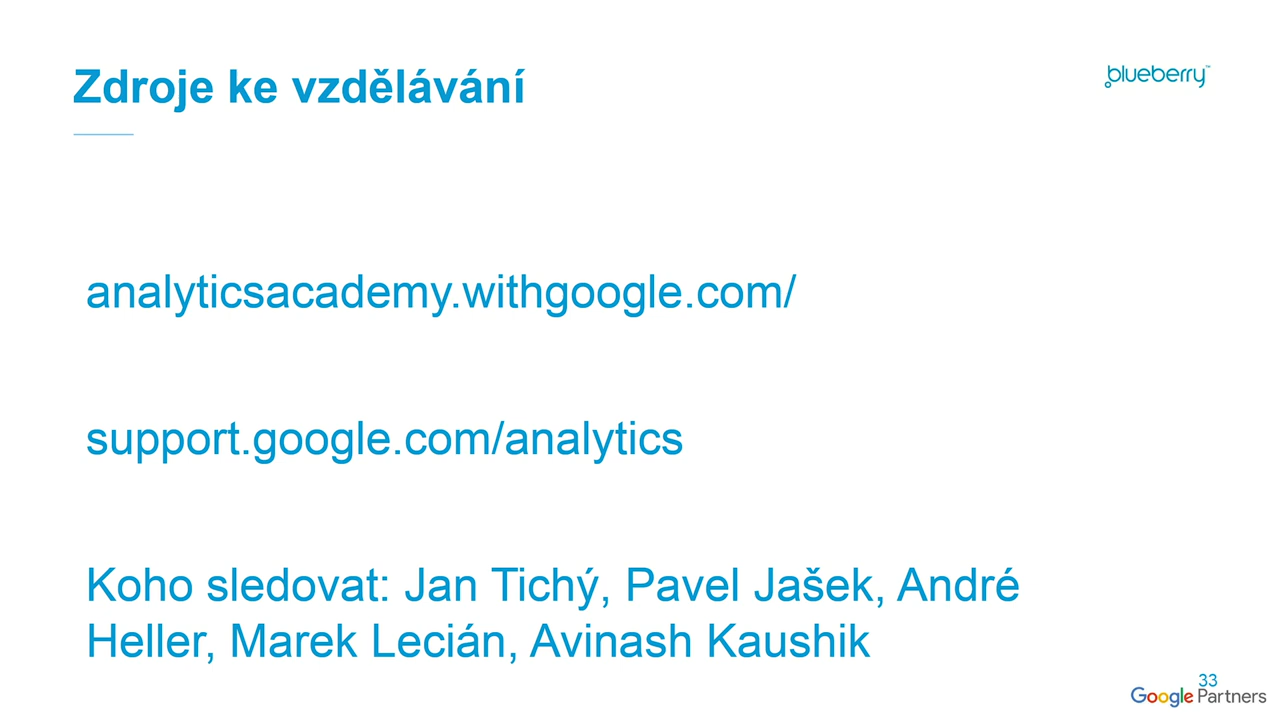 Zdroje ke vzdělávání
blueberry™
analyticsacademy.withgoogle.com/
support.google.com/analytics
Koho sledovat: Jan Tichý, Pavel Jašek, André
Heller, Marek Lecián, Avinash Kaushik
33
Google Partners